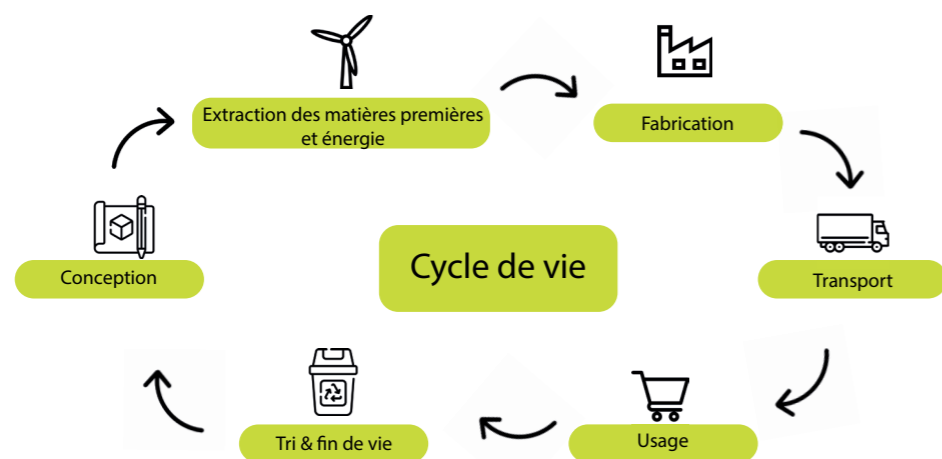 Extraction des matières premières
et énergie
Fabrication
Conception
Cycle de vie
Transport
Tri & fin de vie
Usage